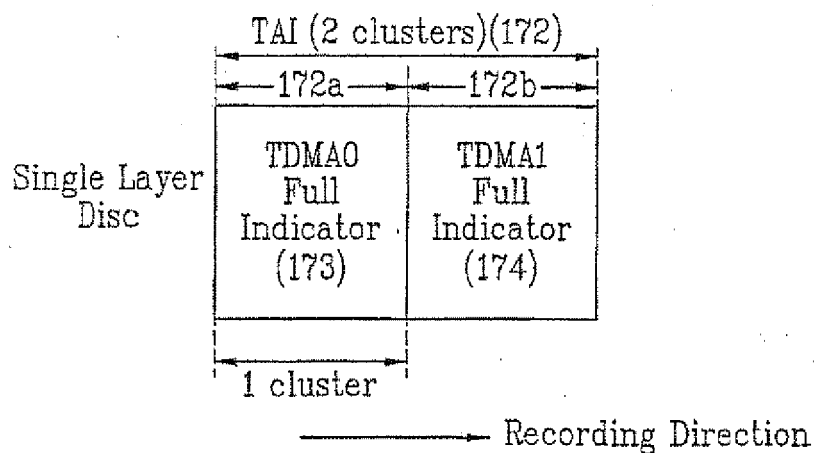 TAI (2 clusters)(172)
172a
172b
Single Layer
Disc
TDMA0
Full
Indicator
(173)
TDMA1
Full
Indicator
(174)
1 cluster
Recording Direction